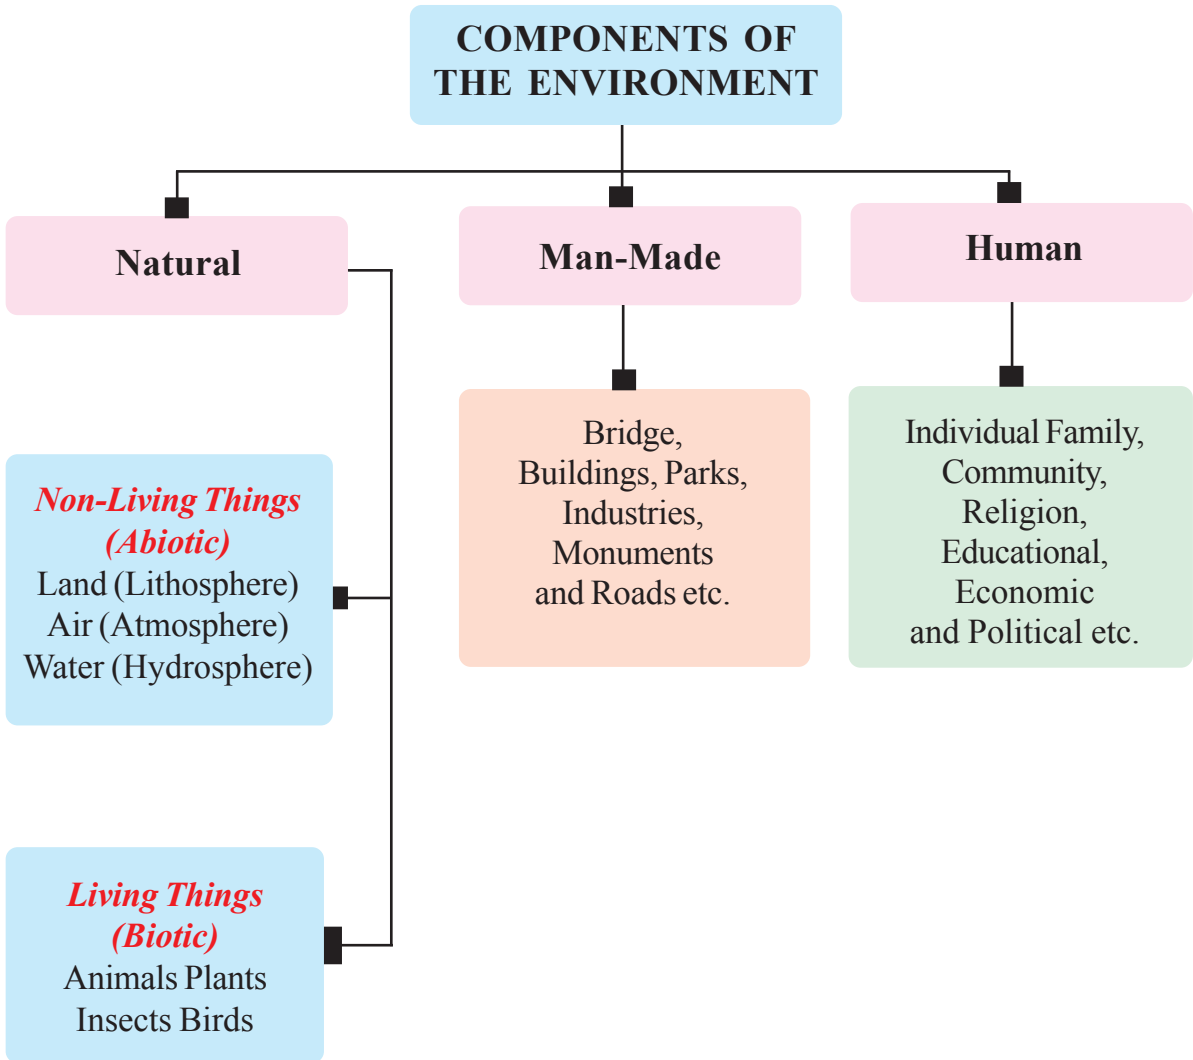 COMPONENTS OF
THE ENVIRONMENT
Natural
Man-Made
Human
Non-Living Things
(Abiotic)
Land (Lithosphere)
Air (Atmosphere)
Water (Hydrosphere)
Living Things
(Biotic)
Animals Plants
Insects Birds
Bridge,
Buildings, Parks,
Industries,
Monuments
and Roads etc.
Individual Family,
Community,
Religion,
Educational,
Economic
and Political etc.